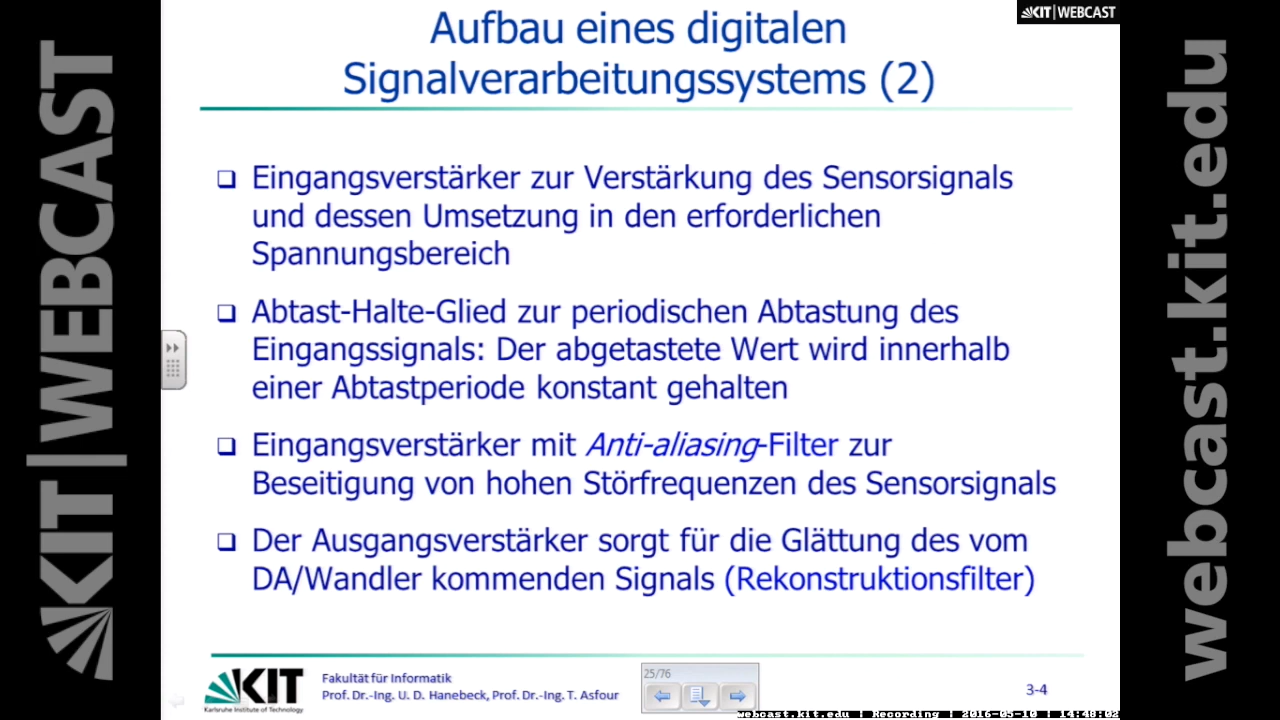 KIT | WEBCAST
Aufbau eines digitalen
Signalverarbeitungssystems (2)
Eingangsverstärker zur Verstärkung des Sensorsignals
und dessen Umsetzung in den erforderlichen
Spannungsbereich
Abtast-Halte-Glied zur periodischen Abtastung des
Eingangssignals: Der abgetastete Wert wird innerhalb
einer Abtastperiode konstant gehalten
Eingangsverstärker mit Anti-aliasing-Filter zur
Beseitigung von hohen Störfrequenzen des Sensorsignals
Der Ausgangsverstärker sorgt für die Glättung des vom
DA/Wandler kommenden Signals (Rekonstruktionsfilter)
KIT
Karlsruhe Institute of Technology
Fakultät für Informatik
Prof. Dr.-Ing. U. D. Hanebeck, Prof. Dr.-Ing. T. Asfour
25/76
3-4
webcast.kit.edu | Recording | 2016-05-10 | 14:48:02
KIT | WEBCAST
webcast.kit.edu